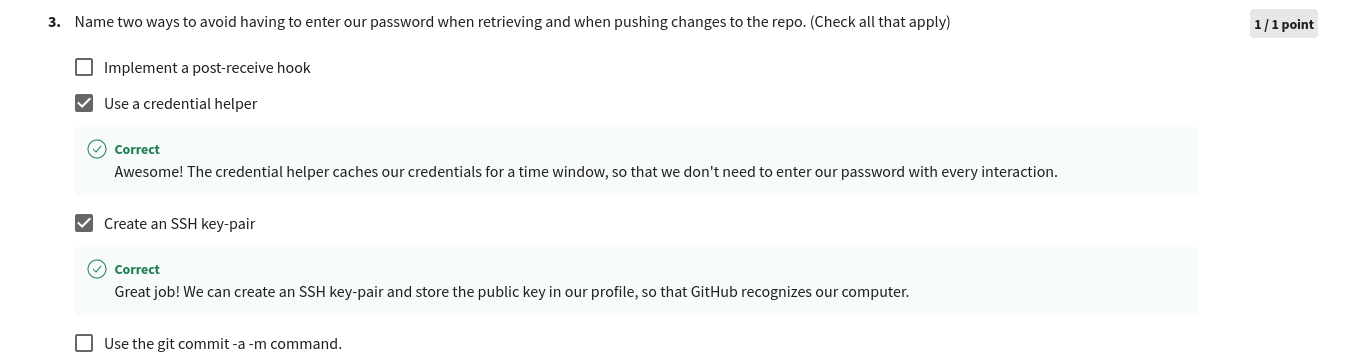 3. Name two ways to avoid having to enter our password when retrieving and when pushing changes to the repo. (Check all that apply)
1 / 1 point
Implement a post-receive hook
Use a credential helper
Correct
Awesome! The credential helper caches our credentials for a time window, so that we don't need to enter our password with every interaction.
Create an SSH key-pair
Correct
Great job! We can create an SSH key-pair and store the public key in our profile, so that GitHub recognizes our computer.
Use the git commit -a -m command.